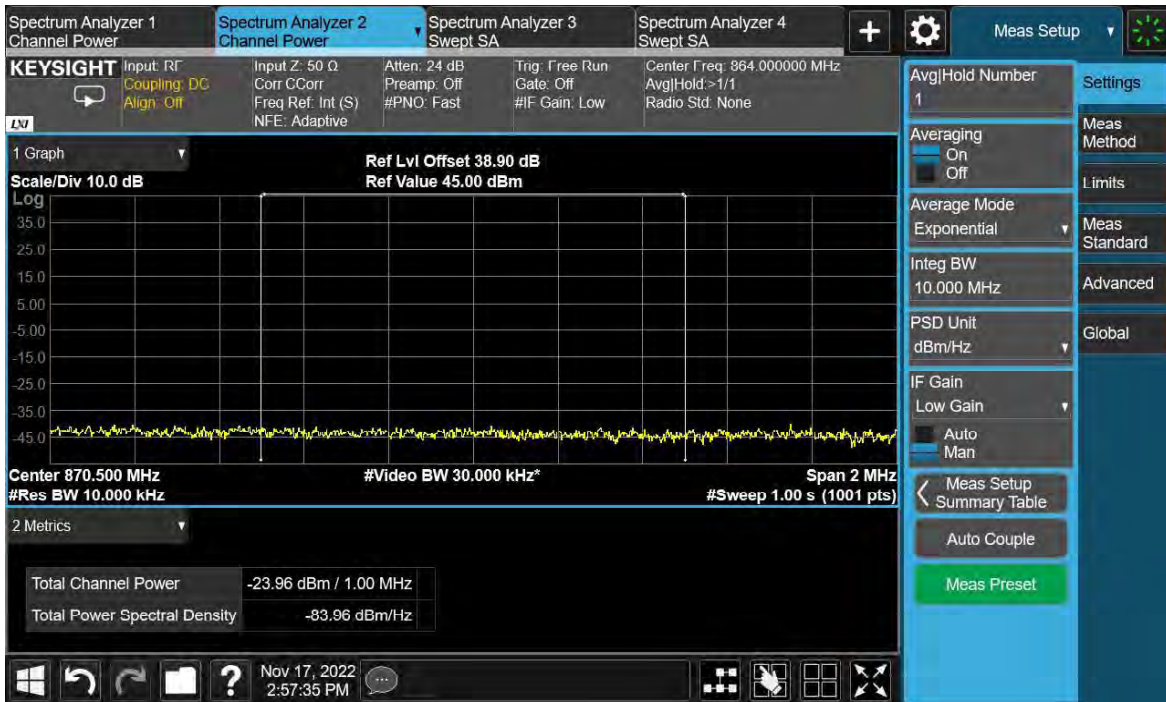 Spectrum Analyzer 1
Channel Power
Spectrum Analyzer 2
Channel Power
Spectrum Analyzer 3
Swept SA
Spectrum Analyzer 4
Swept SA
+
Meas Setup
KEYSIGHT
LXI
Input: RF
Coupling: DC
Align: Off
Input Z: 50 Ω
Corr CCorr
Freq Ref: Int (S)
NFE: Adaptive
Atten: 24 dB
Preamp: Off
#PNO: Fast
Trig: Free Run
Gate: Off
#IF Gain: Low
Center Freq: 864.000000 MHz
Avg|Hold:>1/1
Radio Std: None
1 Graph
Scale/Div 10.0 dB
Ref Lvl Offset 38.90 dB
Ref Value 45.00 dBm
Log
35.0
25.0
15.0
5.00
-5.00
-15.0
-25.0
-35.0
-45.0
Center 870.500 MHz
#Video BW 30.000 kHz*
Span 2 MHz
#Res BW 10.000 kHz
#Sweep 1.00 s (1001 pts)
2 Metrics
Total Channel Power
-23.96 dBm / 1.00 MHz
Total Power Spectral Density
-83.96 dBm/Hz
?
Nov 17, 2022
2:57:35 PM
Avg|Hold Number
1
Averaging
On
Off
Average Mode
Exponential
Integ BW
10.000 MHz
PSD Unit
dBm/Hz
IF Gain
Low Gain
Auto
Man
Meas Setup
Summary Table
Auto Couple
Meas Preset
Settings
Meas
Method
Limits
Meas
Standard
Advanced
Global